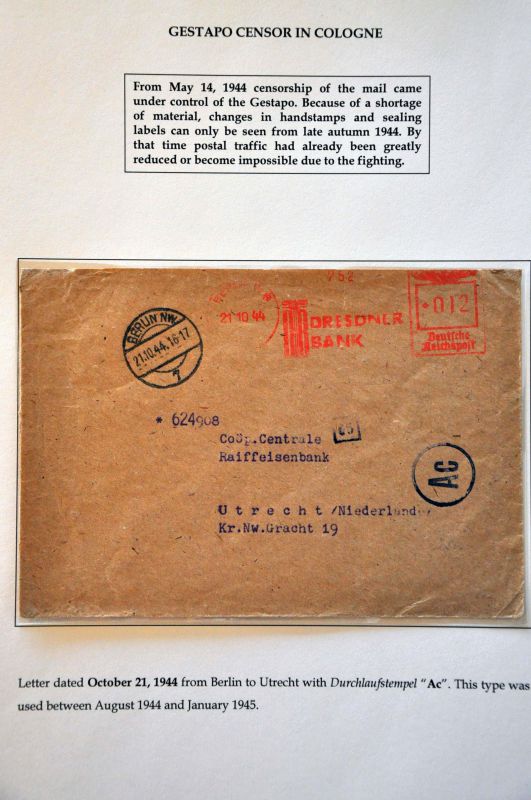 GESTAPO CENSOR IN COLOGNE
From May 14, 1944 censorship of the mail came
under control of the Gestapo. Because of a shortage
of material, changes in handstamps and sealing
labels can only be seen from late autumn 1944. By
that time postal traffic had already been greatly
reduced or become impossible due to the fighting.
752
BERLIN NW
21.10.44.16-17
7
21.10.44
DRESDNER
BANK
012
Deutsche
Reichspost
* 624908
Coöp.Centrale
Raiffeisenbank
Ac
Utrecht/Niederlande
Kr.Nw.Gracht 19
Letter dated October 21, 1944 from Berlin to Utrecht with Durchlaufstempel "Ac". This type was
used between August 1944 and January 1945.